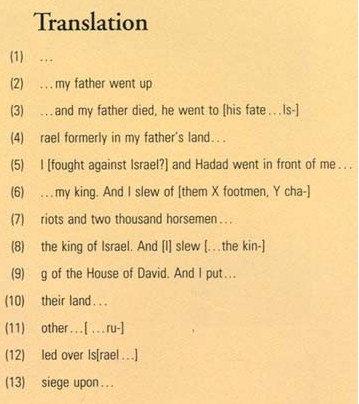 Translation
(1) ...
(2) ...my father went up
(3) ...and my father died, he went to [his fate...Is-]
(4) rael formerly in my father's land...
(5) I [fought against Israel?] and Hadad went in front of me...
(6) ...my king. And I slew of [them X footmen, Y cha-]
(7) riots and two thousand horsemen...
(8) the king of Israel. And [I] slew [...the kin-]
(9) g of the House of David. And I put...
(10) their land...
(11) other...[ ...ru-]
(12) led over Is[rael...]
(13) siege upon...